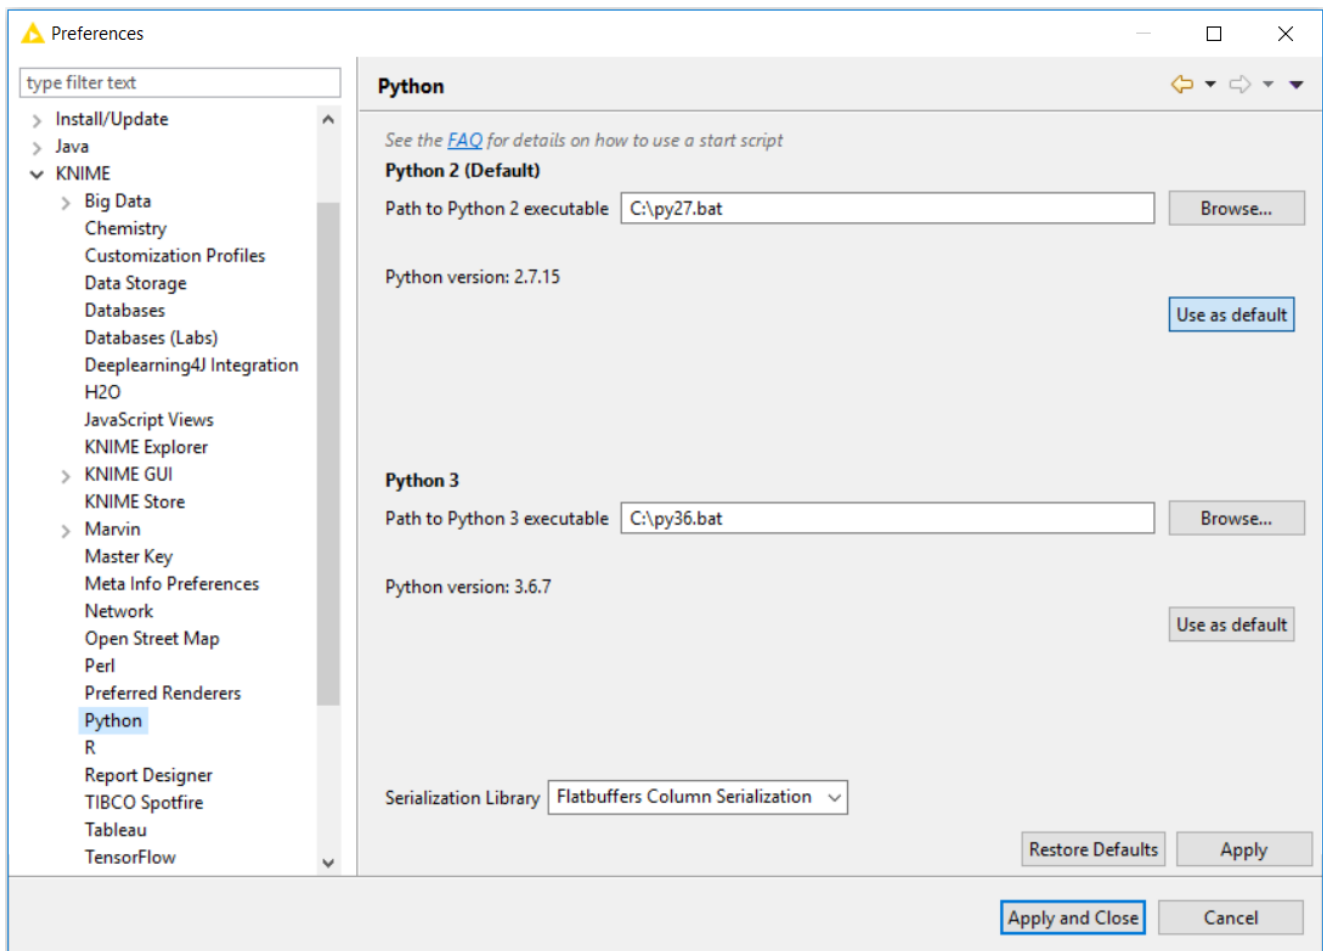 Preferences
type filter text
Install/Update
Java
KNIME
Big Data
Chemistry
Customization Profiles
Data Storage
Databases
Databases (Labs)
Deeplearning4J Integration
H2O
JavaScript Views
KNIME Explorer
KNIME GUI
KNIME Store
Marvin
Master Key
Meta Info Preferences
Network
Open Street Map
Perl
Preferred Renderers
Python
R
Report Designer
TIBCO Spotfire
Tableau
TensorFlow
Python
See the FAQ for details on how to use a start script
Python 2 (Default)
Path to Python 2 executable C:\py27.bat Browse...
Python version: 2.7.15
Use as default
Python 3
Path to Python 3 executable C:\py36.bat Browse...
Python version: 3.6.7
Use as default
Serialization Library Flatbuffers Column Serialization
Restore Defaults Apply
Apply and Close Cancel